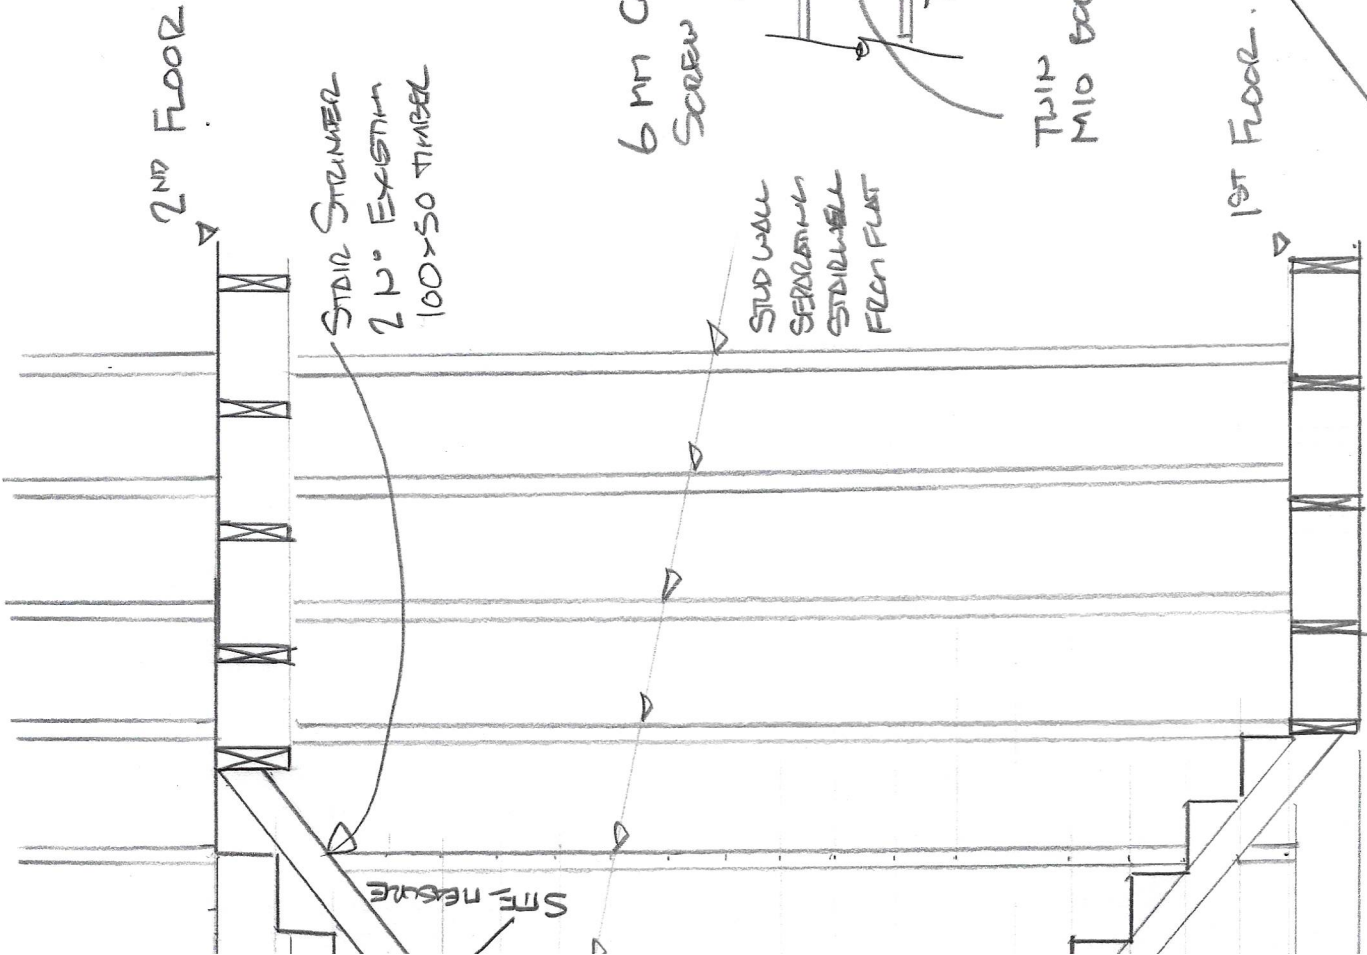 2ND FLOOR
STAIR STRINGER
2 No EXISTING
100x50 TIMBER
6 MM
SCREW
STUD WALL
SEPARATING
STAIRWELL
FROM FLAT
TWIN
M10
1ST FLOOR.
SITE MEASURE